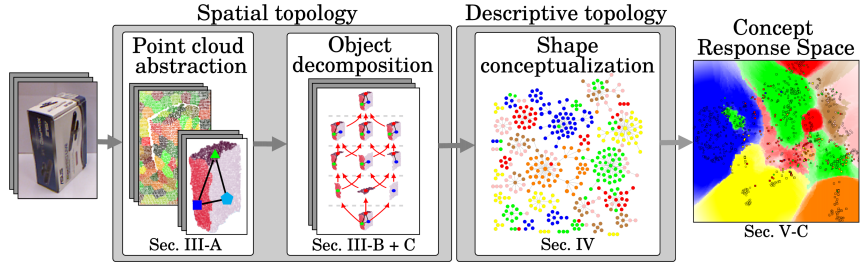 Spatial topology
Descriptive topology
Point cloud
abstraction
Object
decomposition
Shape
conceptualization
Concept
Response Space
Sec. III-A
Sec. III-B + C
Sec. IV
Sec. V-C